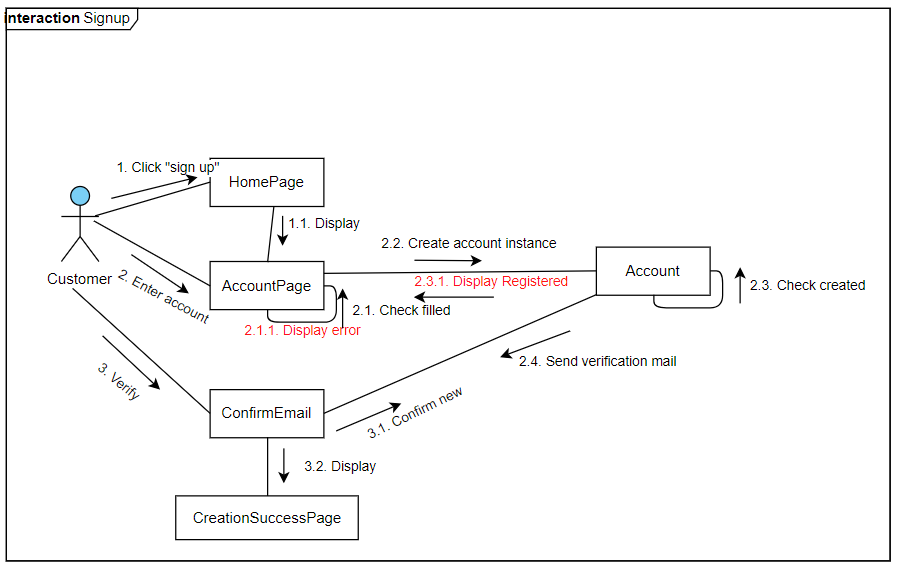 interaction Signup
1. Click "sign up"
HomePage
1.1. Display
Customer
2. Enter account
AccountPage
2.2. Create account instance
2.3.1. Display Registered
Account
2.3. Check created
2.1. Check filled
2.1.1. Display error
2.4. Send verification mail
3. Verify
ConfirmEmail
3.1. Confirm new
3.2. Display
CreationSuccessPage